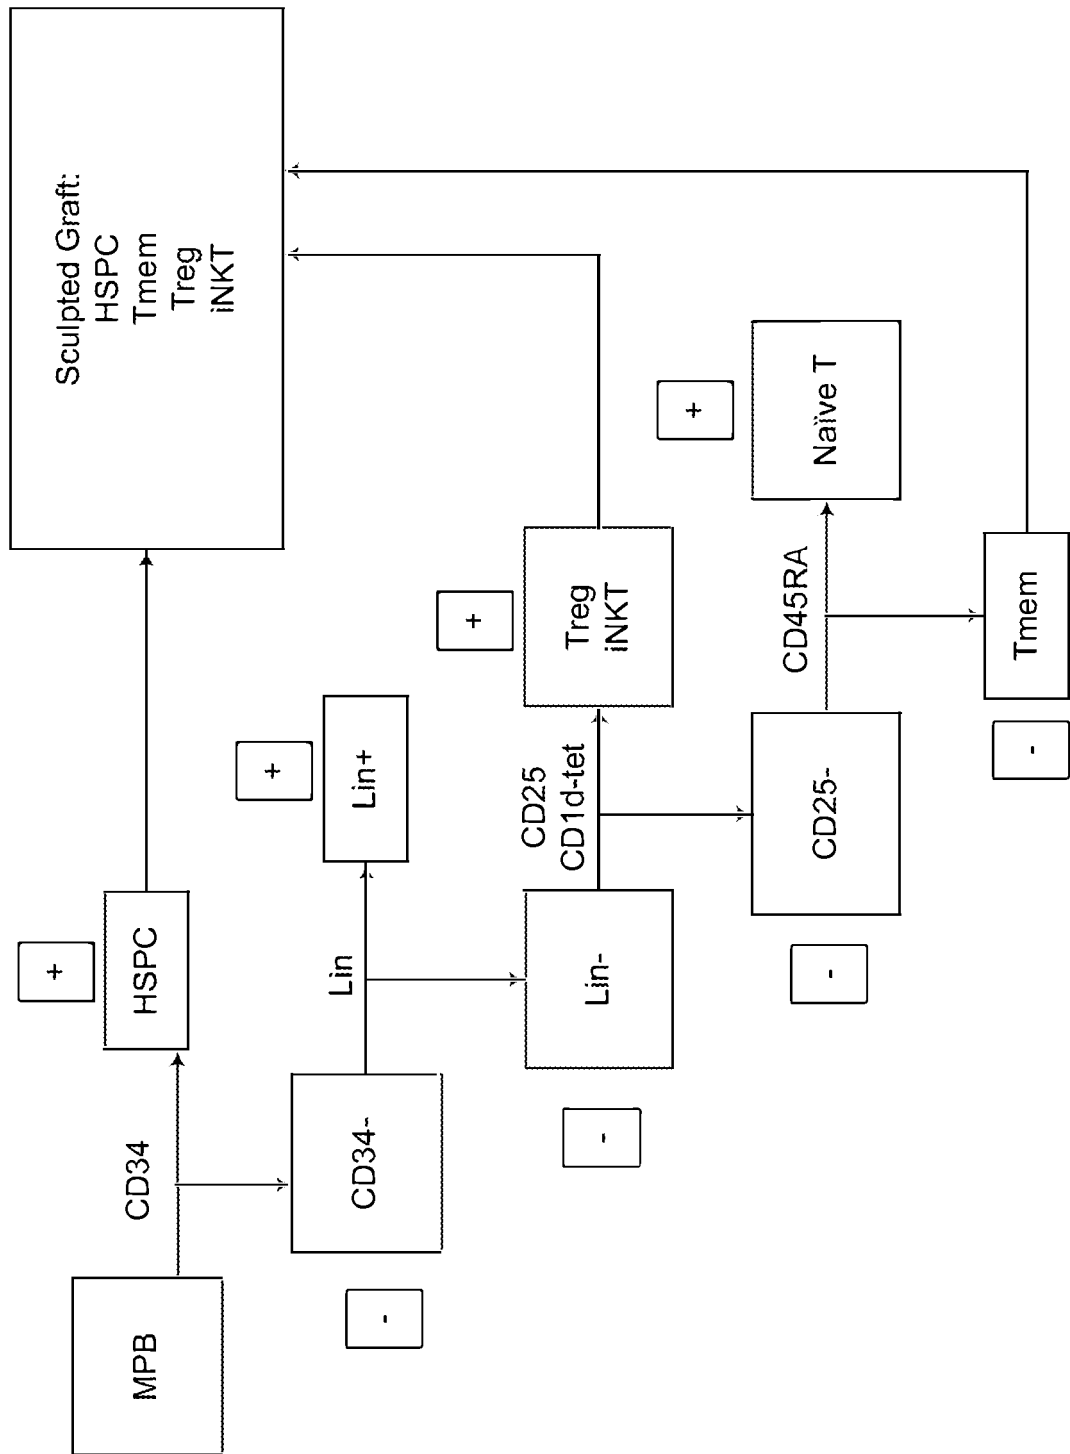 MPB
CD34
+
HSPC
Sculpted Graft:
HSPC
Tmem
Treg
iNKT
-
CD34-
Lin
+
Lin+
-
Lin-
CD25
CD1d-tet
+
Treg
iNKT
-
CD25-
CD45RA
+
Naïve T
-
Tmem